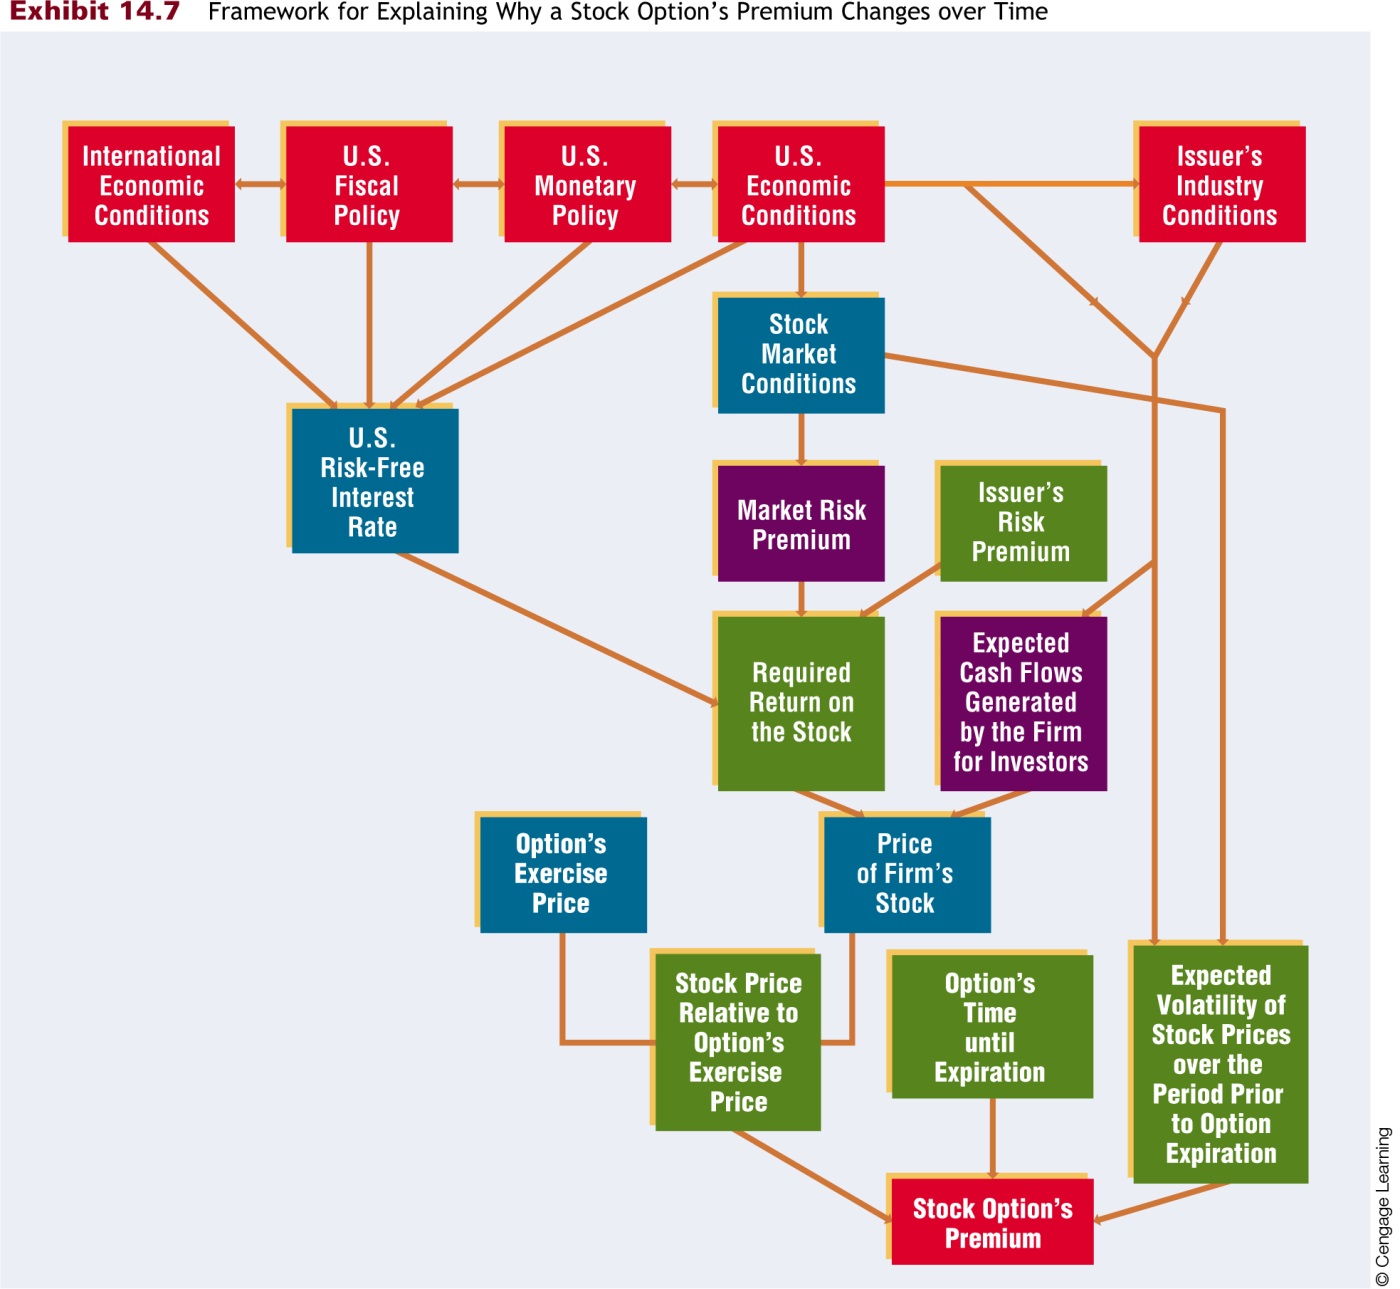 Exhibit 14.7 Framework for Explaining Why a Stock Option’s Premium Changes over Time
International
Economic
Conditions
U.S.
Fiscal
Policy
U.S.
Monetary
Policy
U.S.
Economic
Conditions
Issuer’s
Industry
Conditions
Stock
Market
Conditions
U.S.
Risk-Free
Interest
Rate
Market Risk
Premium
Issuer’s
Risk
Premium
Required
Return on
the Stock
Expected
Cash Flows
Generated
by the Firm
for Investors
Option’s
Exercise
Price
Price
of Firm’s
Stock
Stock Price
Relative to
Option’s
Exercise
Price
Option’s
Time
until
Expiration
Expected
Volatility of
Stock Prices
over the
Period Prior
to Option
Expiration
Stock Option’s
Premium
© Cengage Learning